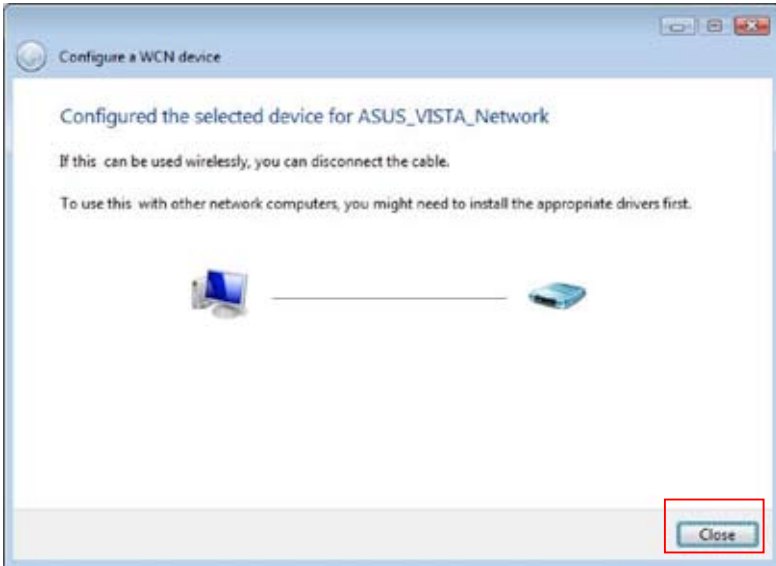 Configure a WCN device
Configured the selected device for ASUS_VISTA_Network
If this can be used wirelessly, you can disconnect the cable.
To use this with other network computers, you might need to install the appropriate drivers first.
Close